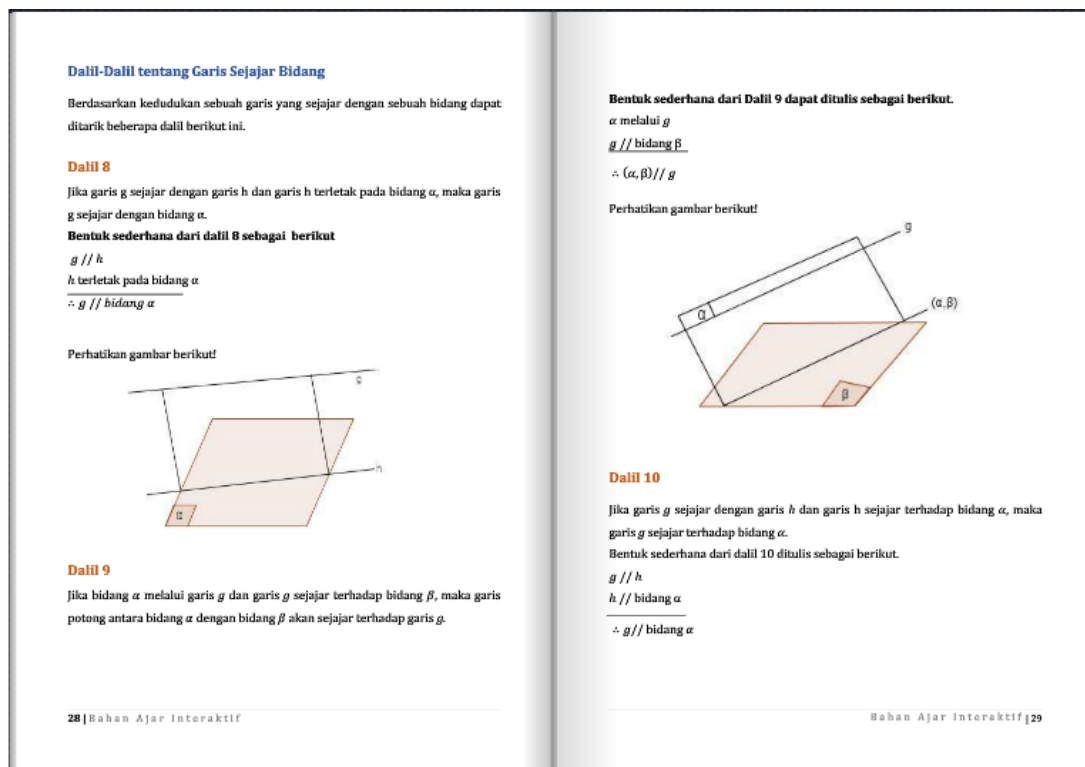 Dalil-Dalil tentang Garis Sejajar Bidang
Berdasarkan kedudukan sebuah garis yang sejajar dengan sebuah bidang dapat
ditarik beberapa dalil berikut ini.
Dalil 8
Jika garis g sejajar dengan garis h dan garis h terletak pada bidang α, maka garis
g sejajar dengan bidang α.
Bentuk sederhana dari dalil 8 sebagai berikut
g // h
h terletak pada bidang α
∴ g // bidang α
Perhatikan gambar berikut!
g
h
α
Dalil 9
Jika bidang α melalui garis g dan garis g sejajar terhadap bidang β, maka garis
potong antara bidang α dengan bidang β akan sejajar terhadap garis g.
28 | Bahan Ajar Interaktif
Bentuk sederhana dari Dalil 9 dapat ditulis sebagai berikut.
α melalui g
g // bidang β
∴ (α, β)// g
Perhatikan gambar berikut!
g
α
(α,β)
β
Dalil 10
Jika garis g sejajar dengan garis h dan garis h sejajar terhadap bidang α, maka
garis g sejajar terhadap bidang α.
Bentuk sederhana dari dalil 10 ditulis sebagai berikut.
g // h
h // bidang α
∴ g// bidang α
Bahan Ajar Interaktif | 29